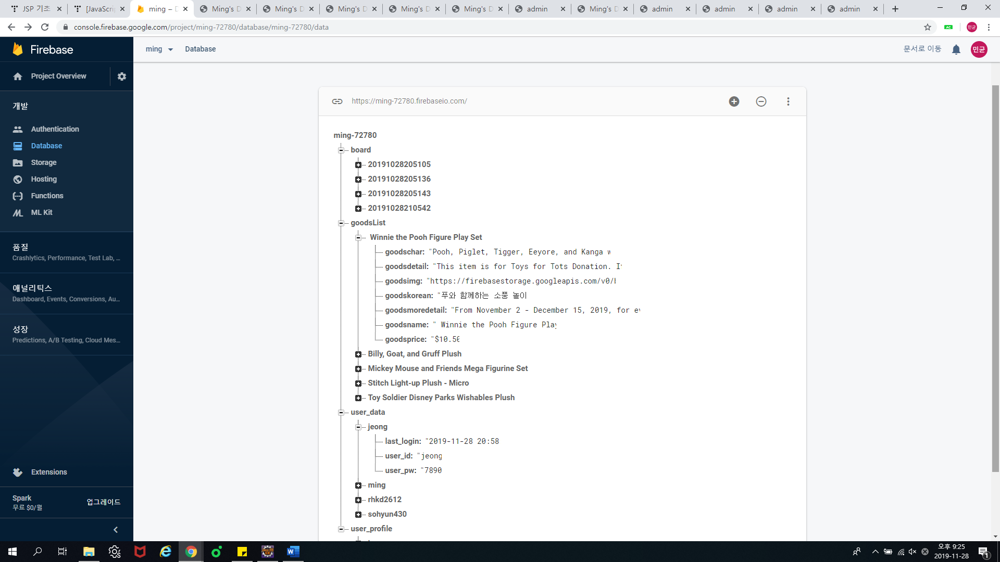 JSP 기초
[JavaScri
ming – D
Ming's D
Ming's D
Ming's D
Ming's D
Ming's D
admin
Ming's D
admin
admin
admin
admin
console.firebase.google.com/project/ming-72780/database/ming-72780/data
AC
민균
Firebase
ming
Database
문서로 이동
민균
Project Overview
개발
Authentication
Database
Storage
Hosting
Functions
ML Kit
품질
Crashlytics, Performance, Test Lab, ...
애널리틱스
Dashboard, Events, Conversions, Au...
성장
Predictions, A/B Testing, Cloud Mes...
Extensions
Spark
무료 $0/월
업그레이드
https://ming-72780.firebaseio.com/
ming-72780
board
20191028205105
20191028205136
20191028205143
20191028210542
goodsList
Winnie the Pooh Figure Play Set
goodschar: "Pooh, Piglet, Tigger, Eeyore, and Kanga w
goodsdetail: "This item is for Toys for Tots Donation. It
goodsimg: "https://firebasestorage.googleapis.com/v0/b
goodskorean: "푸와 함께하는 소풍 놀이
goodsmoredetail: "From November 2 - December 15, 2019, for ev
goodsname: " Winnie the Pooh Figure Play
goodsprice: "$10.50
Billy, Goat, and Gruff Plush
Mickey Mouse and Friends Mega Figurine Set
Stitch Light-up Plush - Micro
Toy Soldier Disney Parks Wishables Plush
user_data
jeong
last_login: "2019-11-28 20:58
user_id: "jeong
user_pw: "7890
ming
rhkd2612
sohyun430
user_profile
오후 9:25
2019-11-28
1